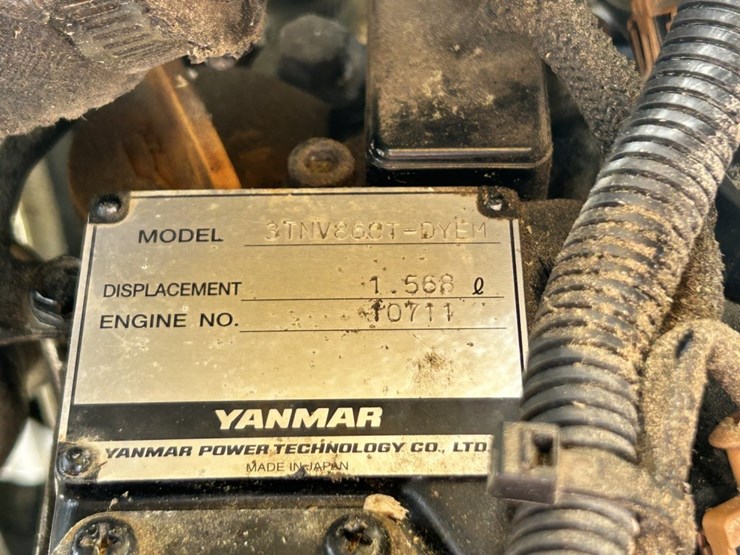 MODEL 3TNV86CT-DYEM
DISPLACEMENT 1.568 ℓ
ENGINE NO. 10711
YANMAR
YANMAR POWER TECHNOLOGY CO., LTD.
MADE IN JAPAN